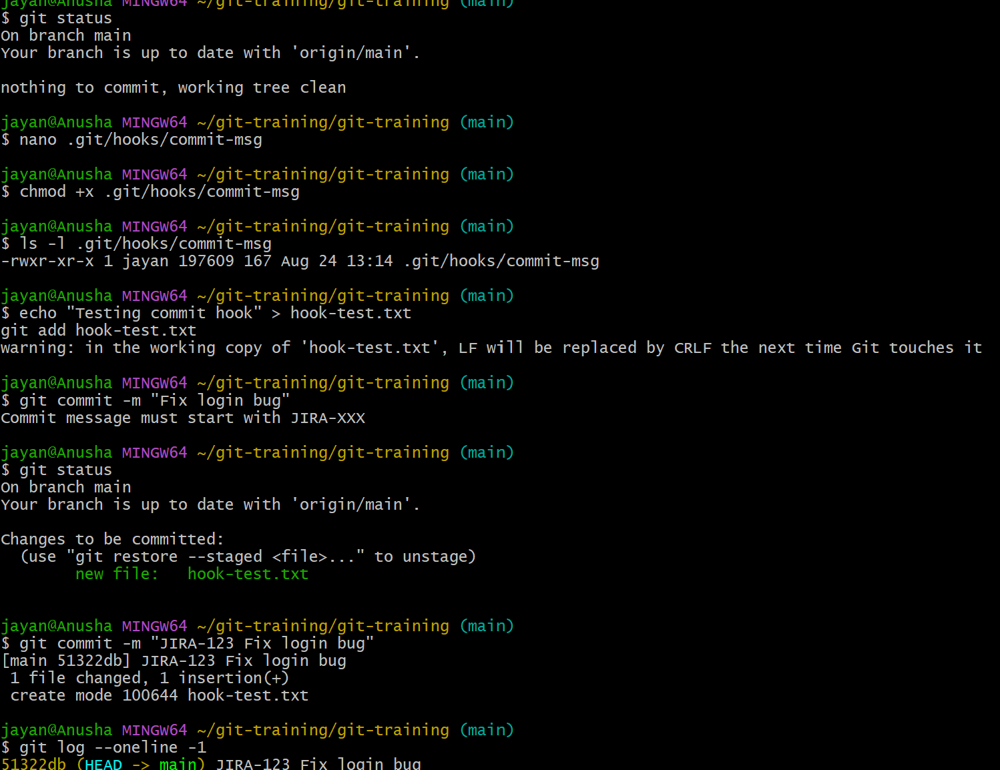 jayan@Anusha MINGW64 ~/git-training/git-training (main)
$ git status
On branch main
Your branch is up to date with 'origin/main'.
nothing to commit, working tree clean
jayan@Anusha MINGW64 ~/git-training/git-training (main)
$ nano .git/hooks/commit-msg
jayan@Anusha MINGW64 ~/git-training/git-training (main)
$ chmod +x .git/hooks/commit-msg
jayan@Anusha MINGW64 ~/git-training/git-training (main)
$ ls -l .git/hooks/commit-msg
-rwxr-xr-x 1 jayan 197609 167 Aug 24 13:14 .git/hooks/commit-msg
jayan@Anusha MINGW64 ~/git-training/git-training (main)
$ echo "Testing commit hook" > hook-test.txt
git add hook-test.txt
warning: in the working copy of 'hook-test.txt', LF will be replaced by CRLF the next time Git touches it
jayan@Anusha MINGW64 ~/git-training/git-training (main)
$ git commit -m "Fix login bug"
Commit message must start with JIRA-XXX
jayan@Anusha MINGW64 ~/git-training/git-training (main)
$ git status
On branch main
Your branch is up to date with 'origin/main'.
Changes to be committed:
  (use "git restore --staged <file>..." to unstage)
        new file:   hook-test.txt
jayan@Anusha MINGW64 ~/git-training/git-training (main)
$ git commit -m "JIRA-123 Fix login bug"
[main 51322db] JIRA-123 Fix login bug
 1 file changed, 1 insertion(+)
 create mode 100644 hook-test.txt
jayan@Anusha MINGW64 ~/git-training/git-training (main)
$ git log --oneline -1
51322db (HEAD -> main) JIRA-123 Fix login bug